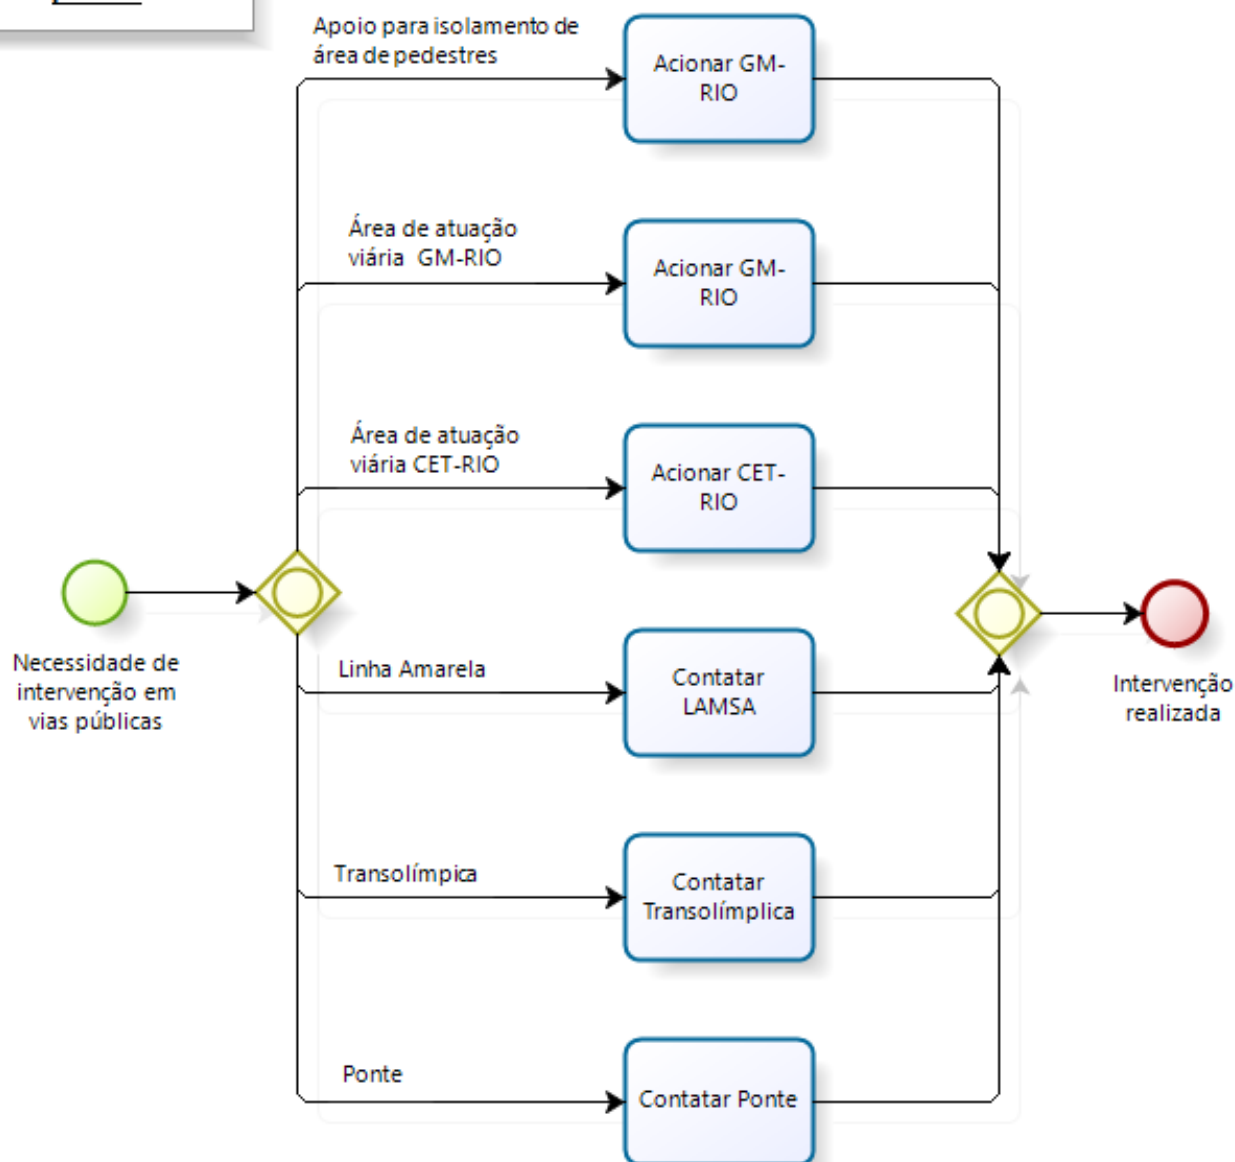 Apoio para isolamento de
área de pedestres
Acionar GM-
RIO
Área de atuação
viária GM-RIO
Acionar GM-
RIO
Área de atuação
viária CET-RIO
Acionar CET-
RIO
Necessidade de
intervenção em
vias públicas
Linha Amarela
Contatar
LAMSA
Intervenção
realizada
Transolímpica
Contatar
Transolímplica
Ponte
Contatar Ponte